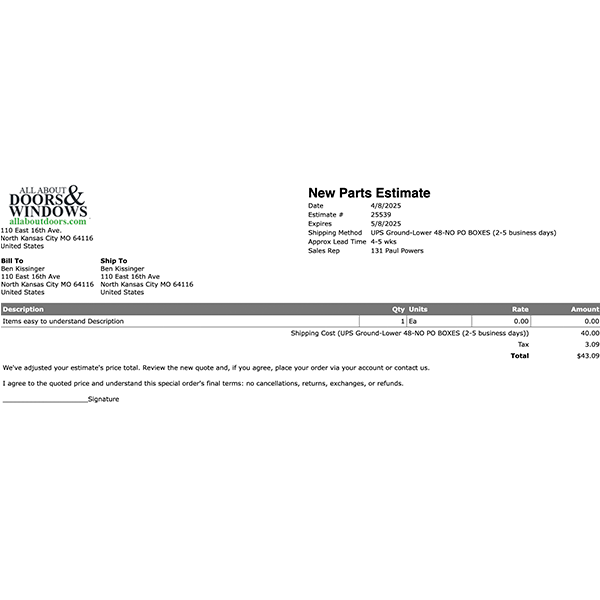 ALL ABOUT
DOORS &
WINDOWS
allaboutdoors.com
110 East 16th Ave.
North Kansas City MO 64116
United States
New Parts Estimate
Date 4/8/2025
Estimate # 25539
Expires 5/8/2025
Shipping Method UPS Ground-Lower 48-NO PO BOXES (2-5 business days)
Approx Lead Time 4-5 wks
Sales Rep 131 Paul Powers
Bill To
Ben Kissinger
110 East 16th Ave
North Kansas City MO 64116
United States
Ship To
Ben Kissinger
110 East 16th Ave
North Kansas City MO 64116
United States
Description Qty Units Rate Amount
Items easy to understand Description 1 Ea 0.00 0.00
Shipping Cost (UPS Ground-Lower 48-NO PO BOXES (2-5 business days)) 40.00
Tax 3.09
Total $43.09
We've adjusted your estimate's price total. Review the new quote and, if you agree, place your order via your account or contact us.
I agree to the quoted price and understand this special order's final terms: no cancellations, returns, exchanges, or refunds.
______________________Signature